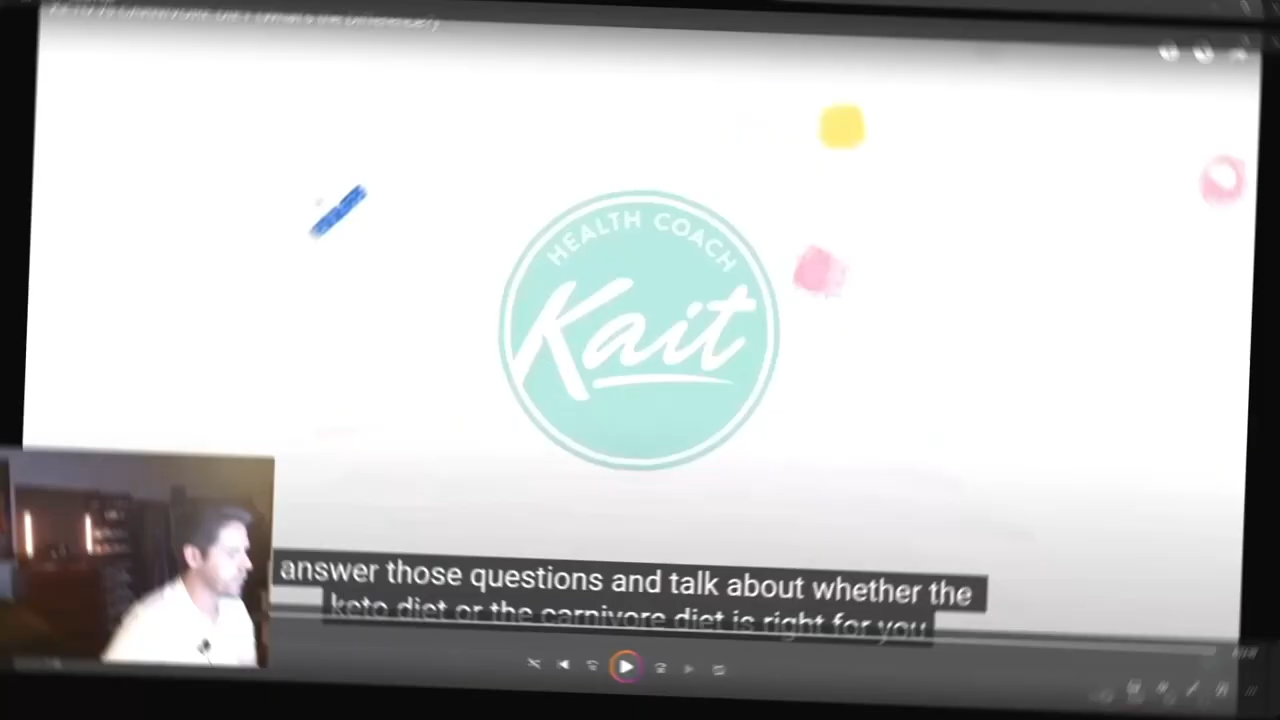 HEALTH COACH
Kait
answer those questions and talk about whether the
keto diet or the carnivore diet is right for you